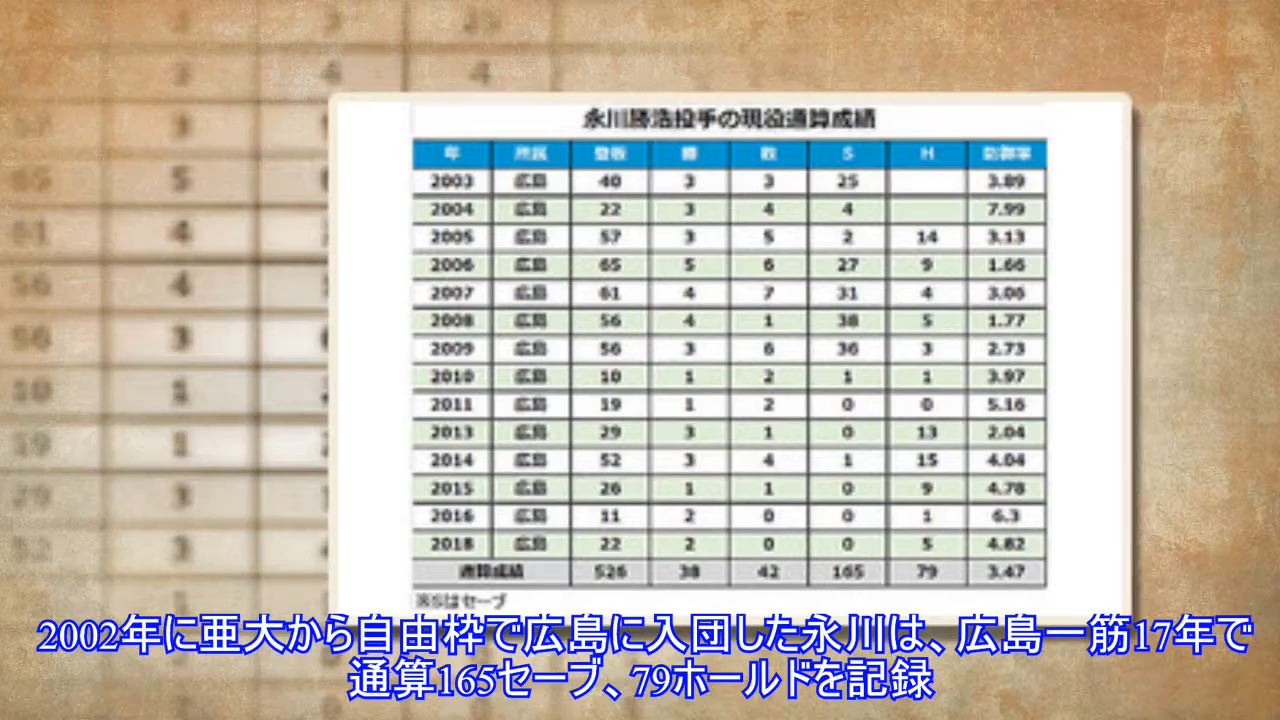 永川勝浩投手の現役通算成績
年 所属 登板 勝 敗 S H 防御率
2003 広島 40 3 3 25 3.89
2004 広島 22 3 4 4 7.99
2005 広島 57 3 5 2 14 3.13
2006 広島 65 5 6 27 9 1.66
2007 広島 61 4 7 31 4 3.06
2008 広島 56 4 1 38 5 1.77
2009 広島 56 3 6 36 3 2.73
2010 広島 10 1 2 1 1 3.97
2011 広島 19 1 2 0 0 5.16
2013 広島 29 3 1 0 13 2.04
2014 広島 52 3 4 1 15 4.04
2015 広島 26 1 1 0 9 4.78
2016 広島 11 2 0 0 1 6.3
2018 広島 22 2 0 0 5 4.82
通算成績 526 38 42 165 79 3.47
※Sはセーブ
2002年に亜大から自由枠で広島に入団した永川は、広島一筋17年で
通算165セーブ、79ホールドを記録